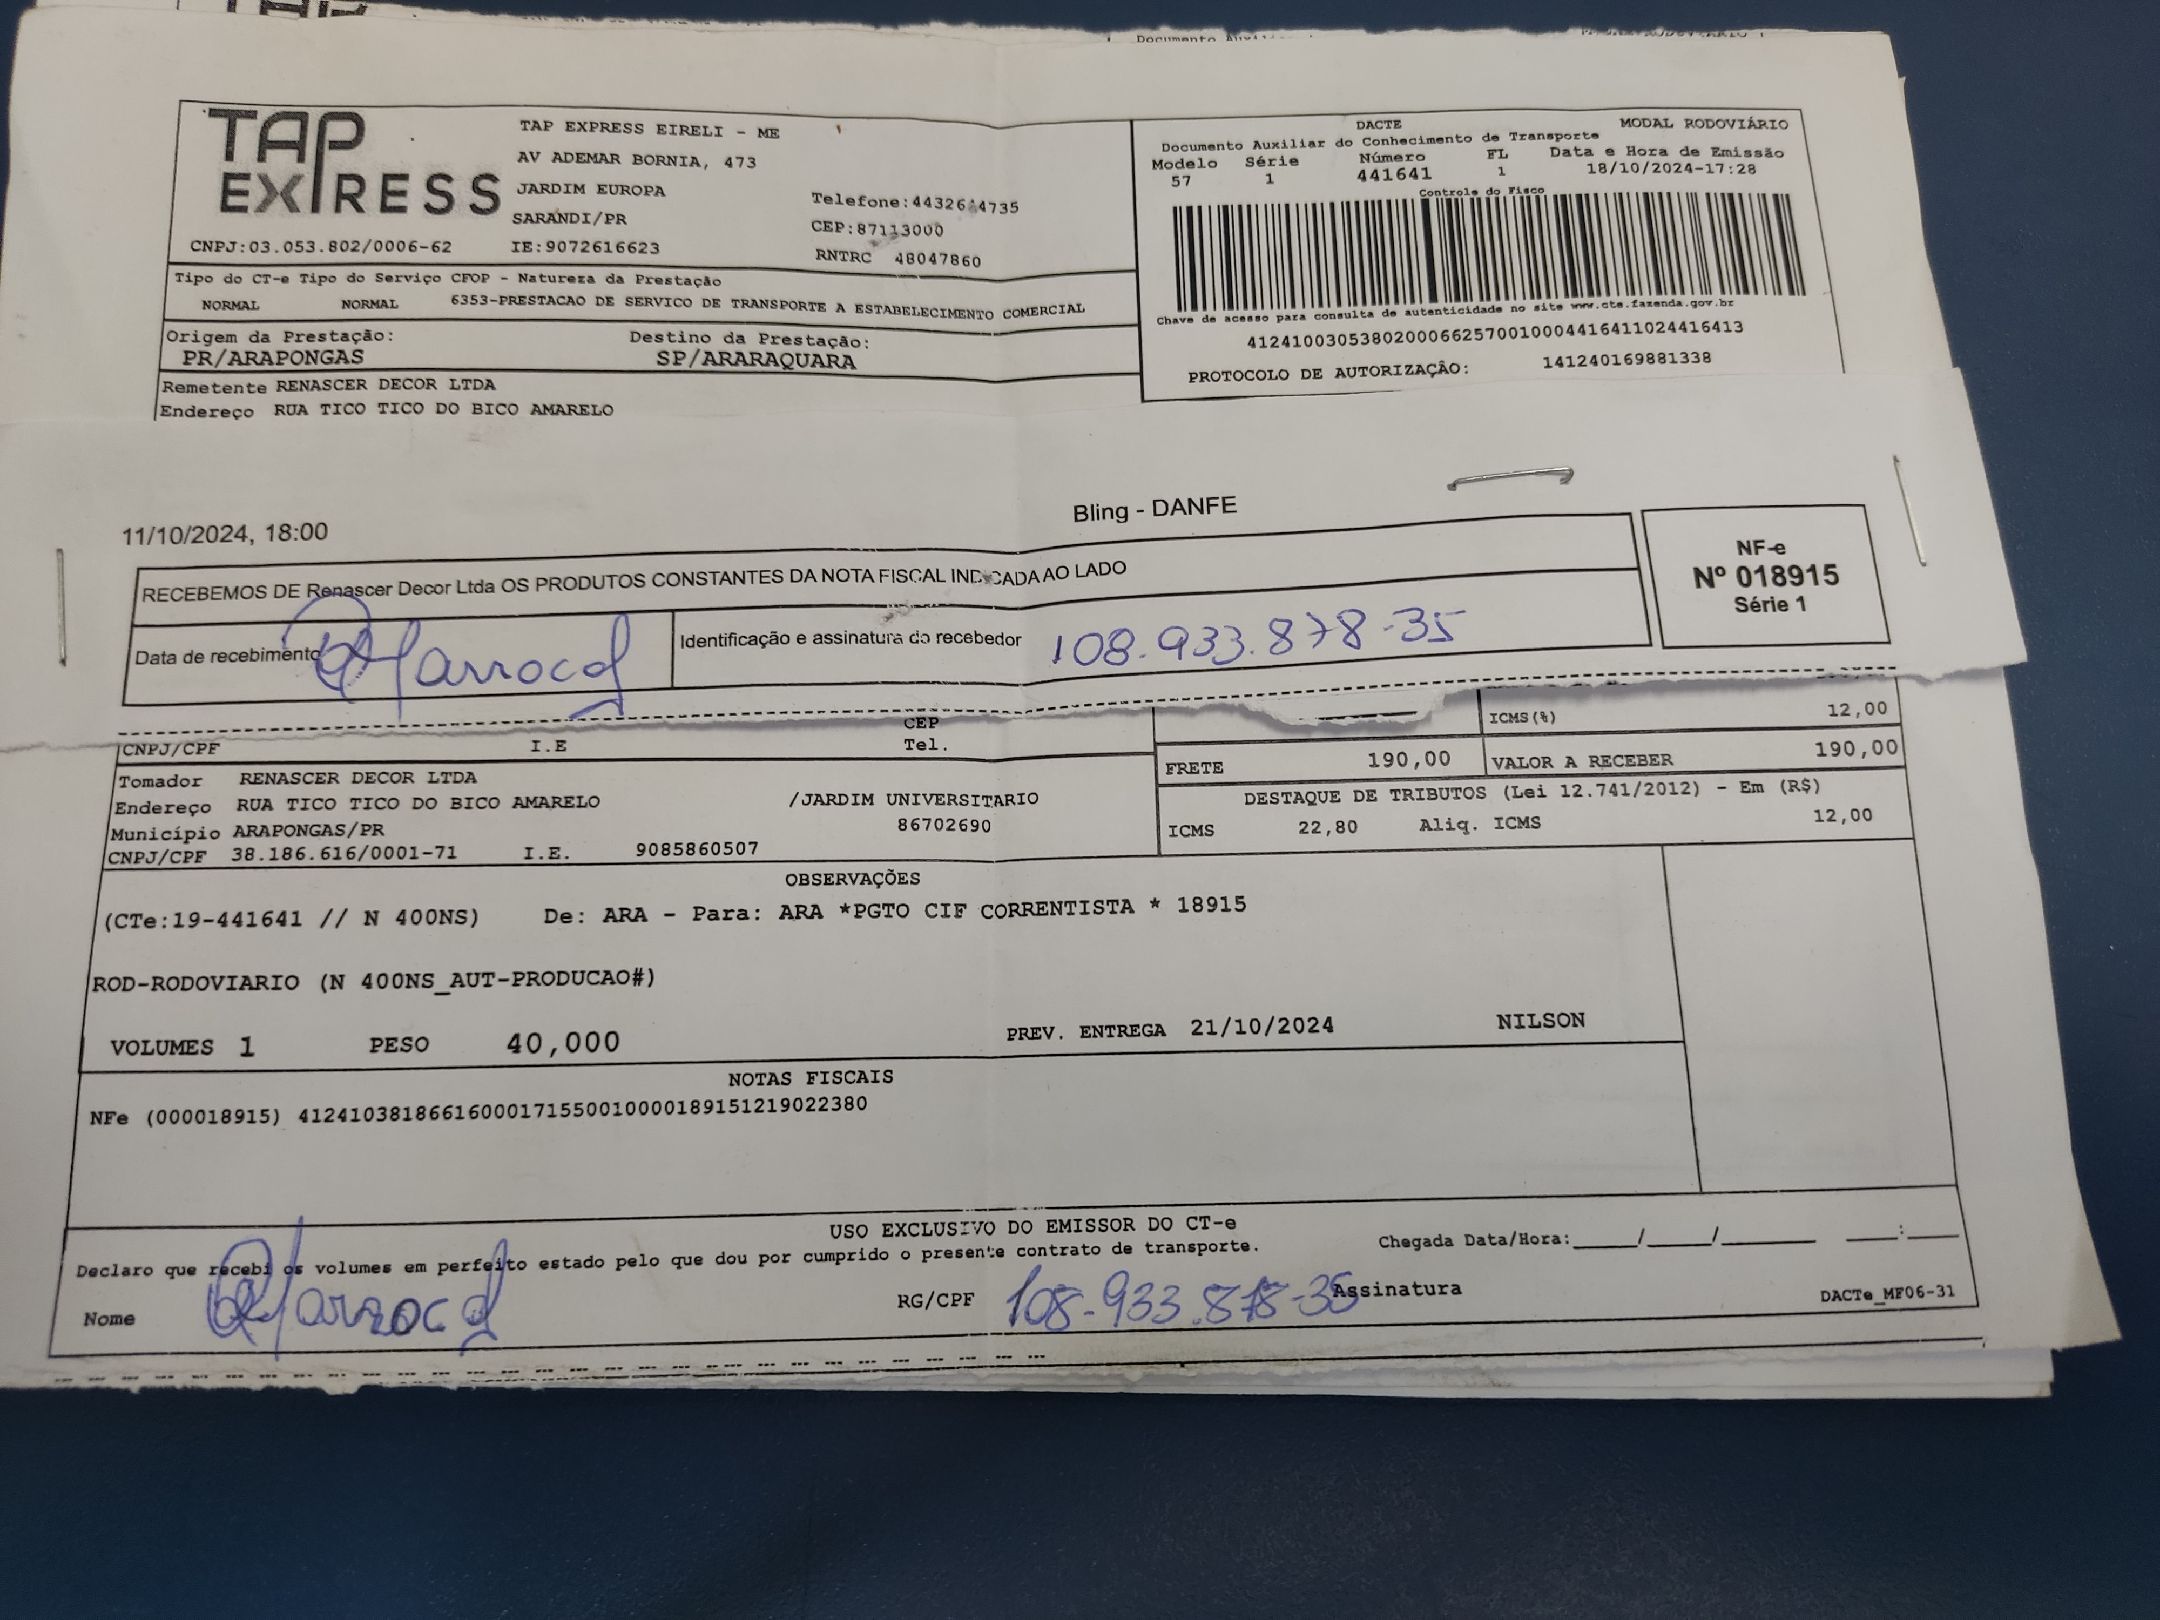 Documento
TAP EXPRESS
TAP EXPRESS EIRELI - ME
AV ADEMAR BORNIA, 473
JARDIM EUROPA
SARANDI/PR
Telefone:44326 4735
CEP:87113000
CNPJ:03.053.802/0006-62 IE:9072616623 RNTRC 48047860
DACTE MODAL RODOVIÁRIO
Documento Auxiliar do Conhecimento de Transporte
Modelo Série Número FL Data e Hora de Emissão
57 1 441641 1 18/10/2024-17:28
Controle do Fisco
Chave de acesso para consulta de autenticidade no site www.cte.fazenda.gov.br
41241003053802000662570010004416411024416413
PROTOCOLO DE AUTORIZAÇÃO: 141240169881338
Tipo do CT-e Tipo do Serviço CFOP - Natureza da Prestação
NORMAL NORMAL 6353-PRESTACAO DE SERVICO DE TRANSPORTE A ESTABELECIMENTO COMERCIAL
Origem da Prestação: Destino da Prestação:
PR/ARAPONGAS SP/ARARAQUARA
Remetente RENASCER DECOR LTDA
Endereço RUA TICO TICO DO BICO AMARELO
11/10/2024, 18:00 Bling - DANFE
RECEBEMOS DE Renascer Decor Ltda OS PRODUTOS CONSTANTES DA NOTA FISCAL INDICADA AO LADO
NF-e
Nº 018915
Série 1
Data de recebimento Identificação e assinatura do recebedor 108.933.878-35
CEP
CNPJ/CPF I.E Tel.
ICMS(%) 12,00
FRETE 190,00 VALOR A RECEBER 190,00
Tomador RENASCER DECOR LTDA
Endereço RUA TICO TICO DO BICO AMARELO /JARDIM UNIVERSITARIO
Município ARAPONGAS/PR 86702690
CNPJ/CPF 38.186.616/0001-71 I.E. 9085860507
DESTAQUE DE TRIBUTOS (Lei 12.741/2012) - Em (R$)
ICMS 22,80 Aliq. ICMS 12,00
OBSERVAÇÕES
(CTe:19-441641 // N 400NS) De: ARA - Para: ARA *PGTO CIF CORRENTISTA * 18915
ROD-RODOVIARIO (N 400NS_AUT-PRODUCAO#)
VOLUMES 1 PESO 40,000 PREV. ENTREGA 21/10/2024 NILSON
NOTAS FISCAIS
NFe (000018915) 41241038186616000171550010000189151219022380
USO EXCLUSIVO DO EMISSOR DO CT-e
Declaro que recebi os volumes em perfeito estado pelo que dou por cumprido o presente contrato de transporte.
Chegada Data/Hora:_____/_____/________ ____:____
Nome RG/CPF 108-933.878-35 Assinatura
DACTe_MF06-31